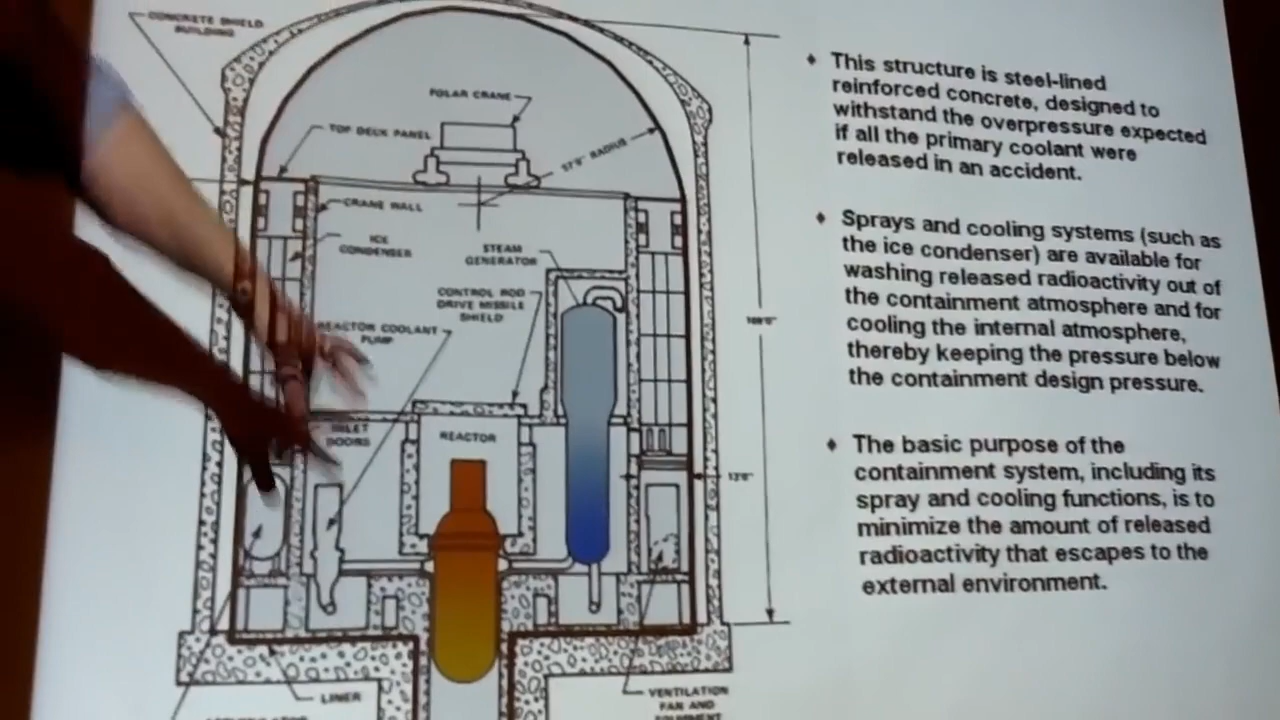 CONCRETE SHIELD
BUILDING
POLAR CRANE
TOP DECK PANEL
57'6" RADIUS
CRANE WALL
ICE
CONDENSER
STEAM
GENERATOR
CONTROL ROD
DRIVE MISSILE
SHIELD
REACTOR COOLANT
PUMP
INLET
DOORS
REACTOR
LINER
VENTILATION
FAN AND
EQUIPMENT
♦ This structure is steel-lined
reinforced concrete, designed to
withstand the overpressure expected
if all the primary coolant were
released in an accident.
♦ Sprays and cooling systems (such as
the ice condenser) are available for
washing released radioactivity out of
the containment atmosphere and for
cooling the internal atmosphere,
thereby keeping the pressure below
the containment design pressure.
♦ The basic purpose of the
containment system, including its
spray and cooling functions, is to
minimize the amount of released
radioactivity that escapes to the
external environment.